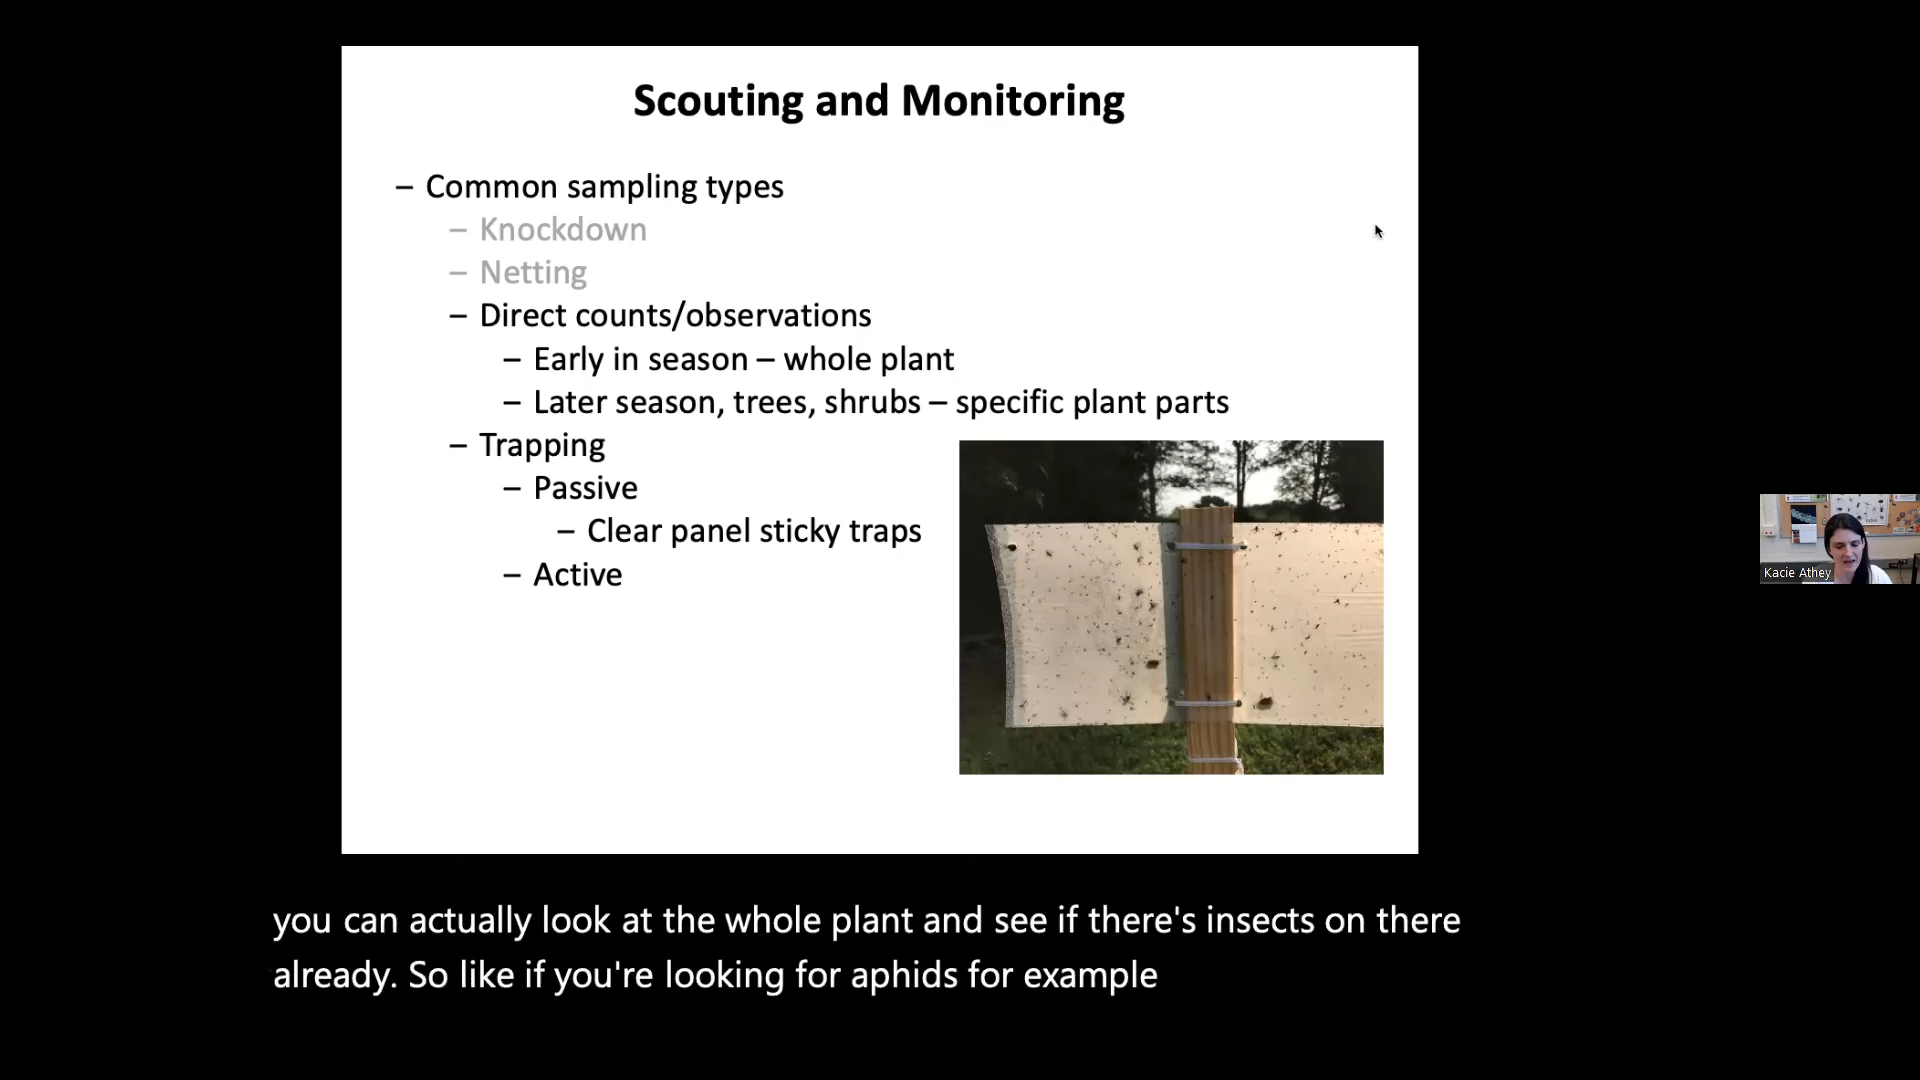 Scouting and Monitoring
– Common sampling types
– Knockdown
– Netting
– Direct counts/observations
– Early in season – whole plant
– Later season, trees, shrubs – specific plant parts
– Trapping
– Passive
– Clear panel sticky traps
– Active
Kacie Athey
you can actually look at the whole plant and see if there's insects on there
already. So like if you're looking for aphids for example